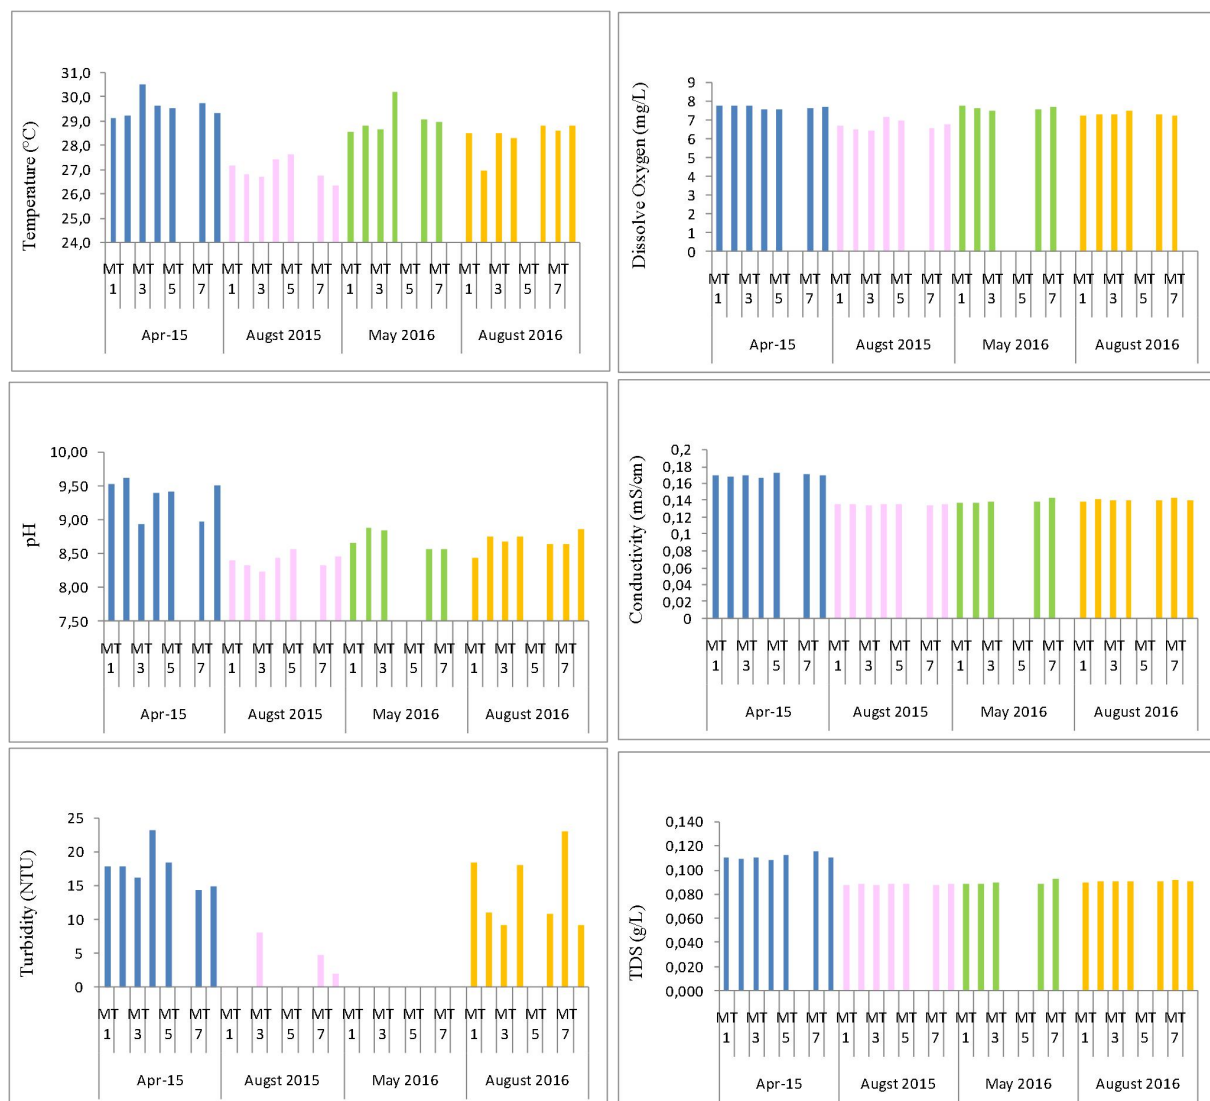 Temperature (°C)
31,0
30,0
29,0
28,0
27,0
26,0
25,0
24,0
MT MT MT MT MT MT MT MT MT MT MT MT MT MT MT MT
1 3 5 7 1 3 5 7 1 3 5 7 1 3 5 7
Apr-15 Augst 2015 May 2016 August 2016
Dissolve Oxygen (mg/L)
9
8
7
6
5
4
3
2
1
0
MT MT MT MT MT MT MT MT MT MT MT MT MT MT MT MT
1 3 5 7 1 3 5 7 1 3 5 7 1 3 5 7
Apr-15 Augst 2015 May 2016 August 2016
pH
10,00
9,50
9,00
8,50
8,00
7,50
MT MT MT MT MT MT MT MT MT MT MT MT MT MT MT MT
1 3 5 7 1 3 5 7 1 3 5 7 1 3 5 7
Apr-15 Augst 2015 May 2016 August 2016
Conductivity (mS/cm)
0,2
0,18
0,16
0,14
0,12
0,1
0,08
0,06
0,04
0,02
0
MT MT MT MT MT MT MT MT MT MT MT MT MT MT MT MT
1 3 5 7 1 3 5 7 1 3 5 7 1 3 5 7
Apr-15 Augst 2015 May 2016 August 2016
Turbidity (NTU)
25
20
15
10
5
0
MT MT MT MT MT MT MT MT MT MT MT MT MT MT MT MT
1 3 5 7 1 3 5 7 1 3 5 7 1 3 5 7
Apr-15 Augst 2015 May 2016 August 2016
TDS (g/L)
0,140
0,120
0,100
0,080
0,060
0,040
0,020
0,000
MT MT MT MT MT MT MT MT MT MT MT MT MT MT MT MT
1 3 5 7 1 3 5 7 1 3 5 7 1 3 5 7
Apr-15 Augst 2015 May 2016 August 2016